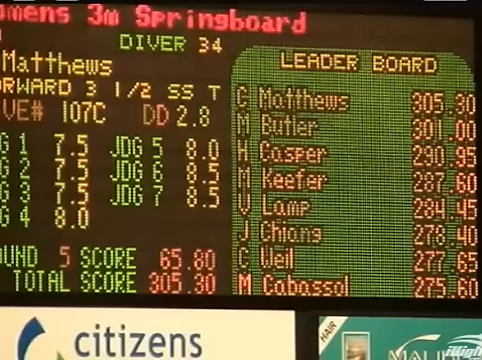 mens 3m Springboard
DIVER 34
Matthews
ORWARD 3 1/2 SS T
VE# 107C DD 2.8
G 1 7.5 JDG 5 8.0
G 2 7.5 JDG 6 8.5
G 3 7.5 JDG 7 8.5
G 4 8.0
UND 5 SCORE 65.80
TOTAL SCORE 305.30
LEADER BOARD
C Matthews 305.30
M Butler 301.00
H Casper 290.95
M Keefer 287.60
V Lamp 284.45
J Chiang 278.40
C Weil 277.65
M Cabassol 275.60
citizens
HAIR